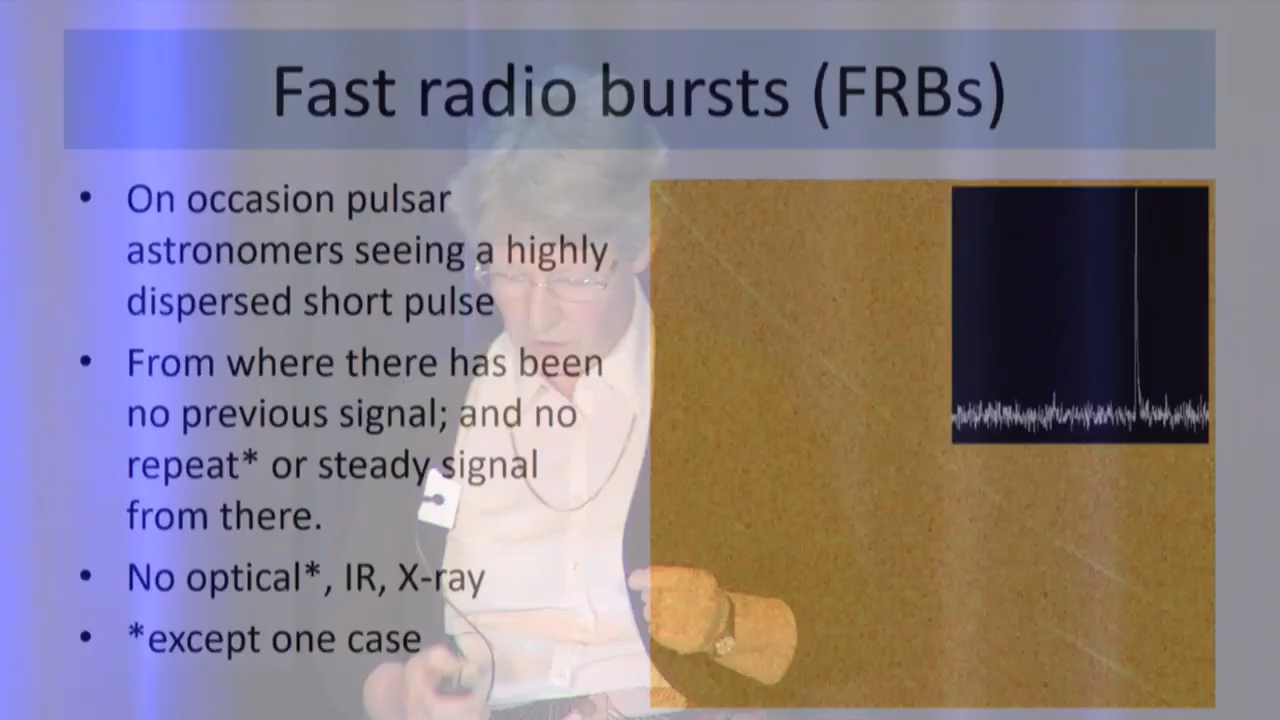 Fast radio bursts (FRBs)
• On occasion pulsar
astronomers seeing a highly
dispersed short pulse
• From where there has been
no previous signal; and no
repeat* or steady signal
from there.
• No optical*, IR, X-ray
• *except one case